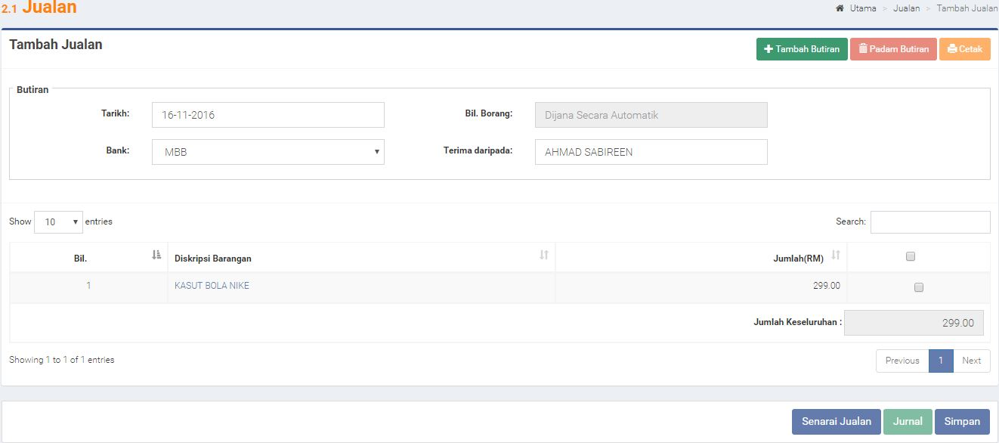 2.1 Jualan
Utama > Jualan > Tambah Jualan
Tambah Jualan
Tambah Butiran
Padam Butiran
Cetak
Butiran
Tarikh: 16-11-2016
Bil. Borang: Dijana Secara Automatik
Bank: MBB
Terima daripada: AHMAD SABIREEN
Show 10 entries
Search:
Bil. Diskripsi Barangan Jumlah(RM)
1 KASUT BOLA NIKE 299.00
Jumlah Keseluruhan : 299.00
Showing 1 to 1 of 1 entries
Previous 1 Next
Senarai Jualan Jurnal Simpan